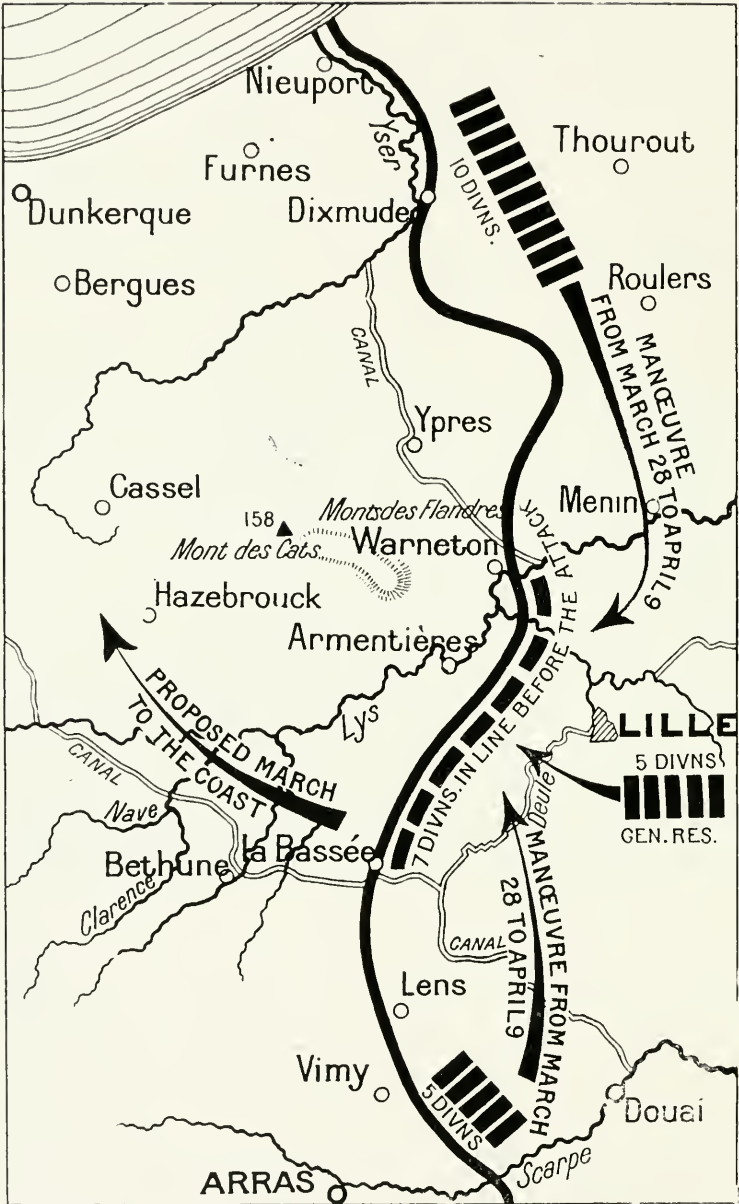 Nieuport
Yser
Thourout
Furnes
10 DIVNS.
Dunkerque
Dixmude
Bergues
Roulers
CANAL
MANŒUVRE
FROM MARCH 28 TO APRIL 9
Ypres
Cassel
Menin
158
Monts des Flandres
Mont des Cats
Warneton
Hazebrouck
Armentières
7 DIVNS. IN LINE BEFORE THE ATTACK
PROPOSED MARCH
TO THE COAST
Lys
LILLE
5 DIVNS
GEN. RES.
CANAL
Deule
Nave
la Bassée
Bethune
Clarence
MANŒUVRE FROM MARCH
28 TO APRIL 9
CANAL
Lens
Vimy
5 DIVNS
Douai
Scarpe
ARRAS